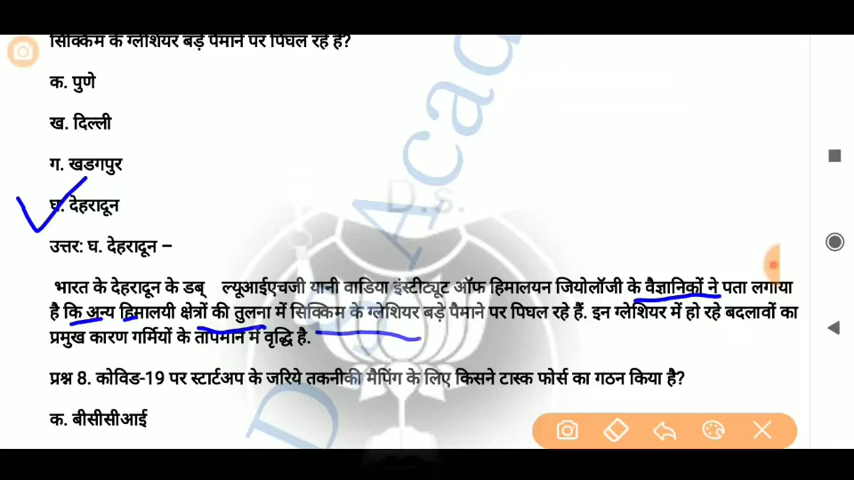 सिक्किम के ग्लेशियर बड़े पैमाने पर पिघल रहे हैं?
क. पुणे
ख. दिल्ली
ग. खडगपुर
घ. देहरादून
उत्तर: घ. देहरादून –
भारत के देहरादून के डब् ल्यूआईएचजी यानी वाडिया इंस्टीट्यूट ऑफ हिमालयन जियोलॉजी के वैज्ञानिकों ने पता लगाया
है कि अन्य हिमालयी क्षेत्रों की तुलना में सिक्किम के ग्लेशियर बड़े पैमाने पर पिघल रहे हैं. इन ग्लेशियर में हो रहे बदलावों का
प्रमुख कारण गर्मियों के तापमान में वृद्धि है.
प्रश्न 8. कोविड-19 पर स्टार्टअप के जरिये तकनीकी मैपिंग के लिए किसने टास्क फोर्स का गठन किया है?
क. बीसीसीआई
D.s.